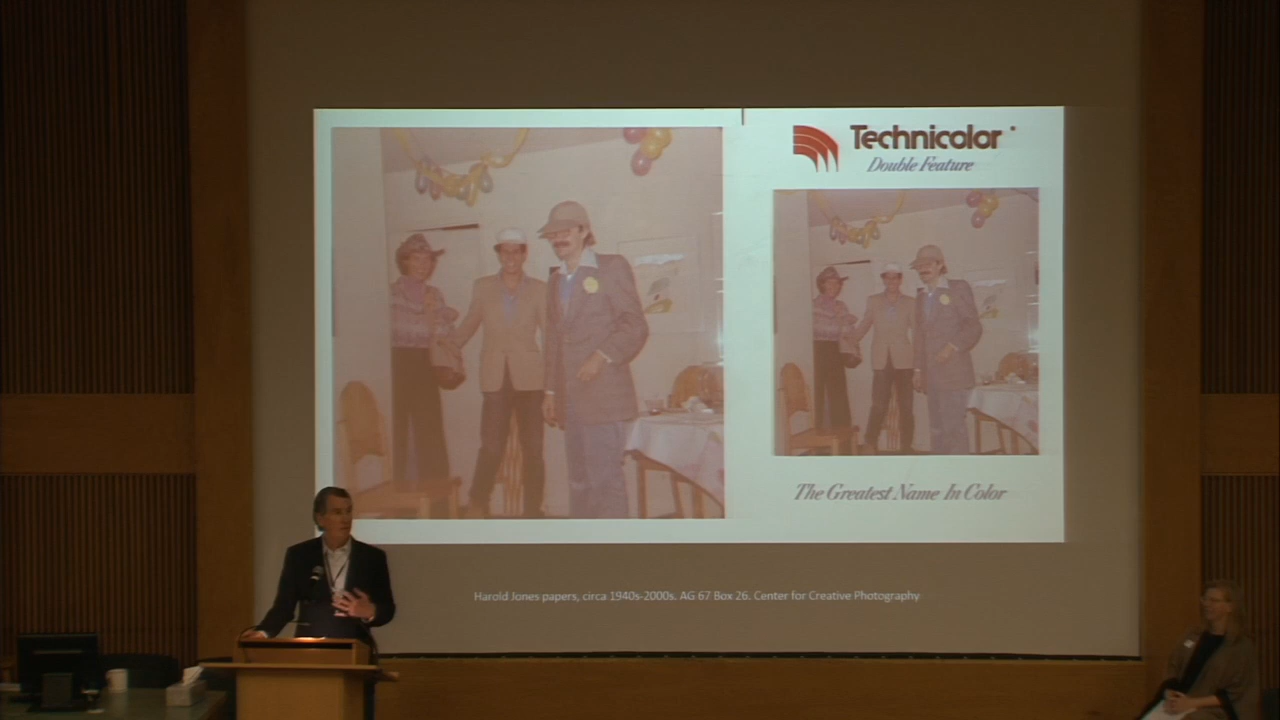 Technicolor
Double Feature
The Greatest Name In Color
Harold Jones papers, circa 1940s-2000s. AG 67 Box 26. Center for Creative Photography